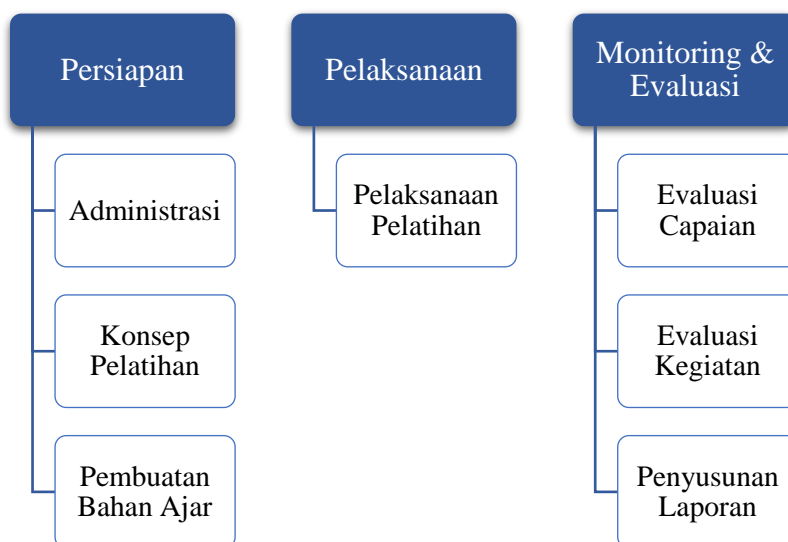 Persiapan
Administrasi
Konsep
Pelatihan
Pembuatan
Bahan Ajar
Pelaksanaan
Pelaksanaan
Pelatihan
Monitoring &
Evaluasi
Evaluasi
Capaian
Evaluasi
Kegiatan
Penyusunan
Laporan